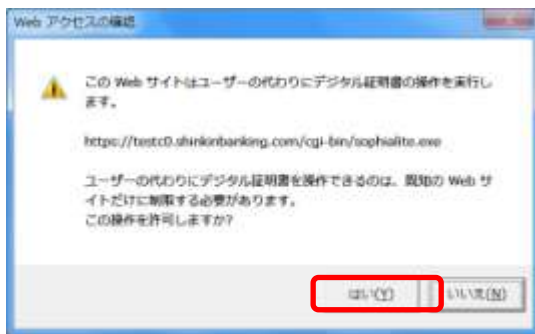 Web アクセスの確認
この Web サイトはユーザーの代わりにデジタル証明書の操作を実行し
ます。
https://testc0.shinkinbanking.com/cgi-bin/sophialite.exe
ユーザーの代わりにデジタル証明書を操作できるのは、既知の Web サ
イトだけに制限する必要があります。
この操作を許可しますか?
はい(Y) いいえ(N)